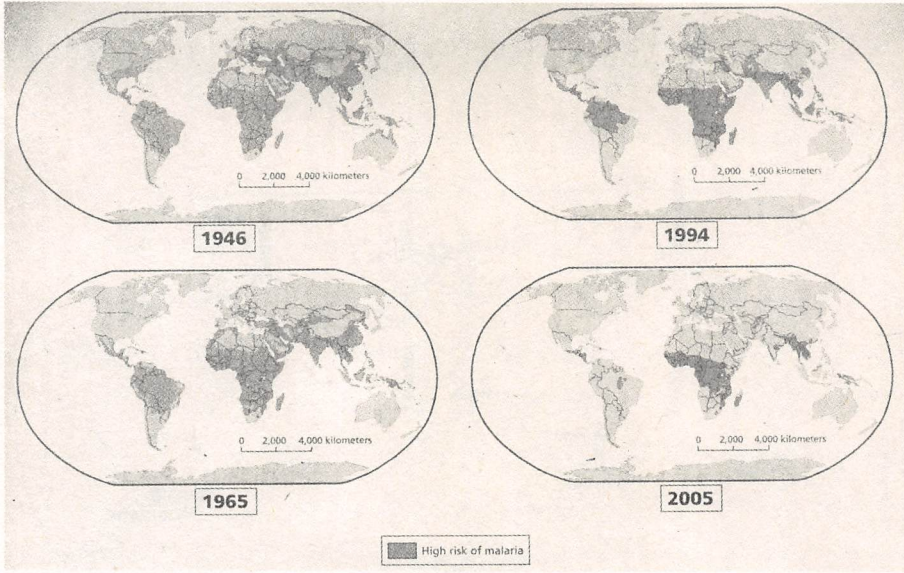 0 2,000 4,000 kilometers
1946
0 2,000 4,000 kilometers
1994
0 2,000 4,000 kilometers
1965
0 2,000 4,000 kilometers
2005
High risk of malaria